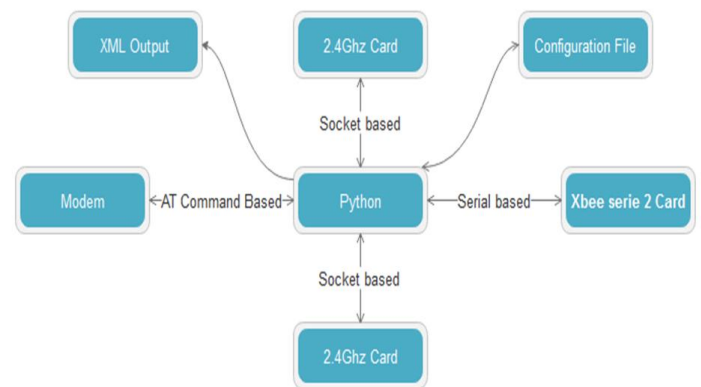 XML Output
2.4Ghz Card
Configuration File
Socket based
Modem
AT Command Based
Python
Serial based
Xbee serie 2 Card
Socket based
2.4Ghz Card